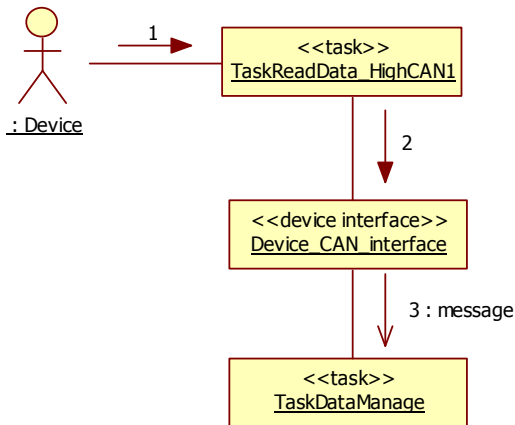 1
<<task>>
TaskReadData_HighCAN1
: Device
2
<<device interface>>
Device_CAN_interface
3 : message
<<task>>
TaskDataManage